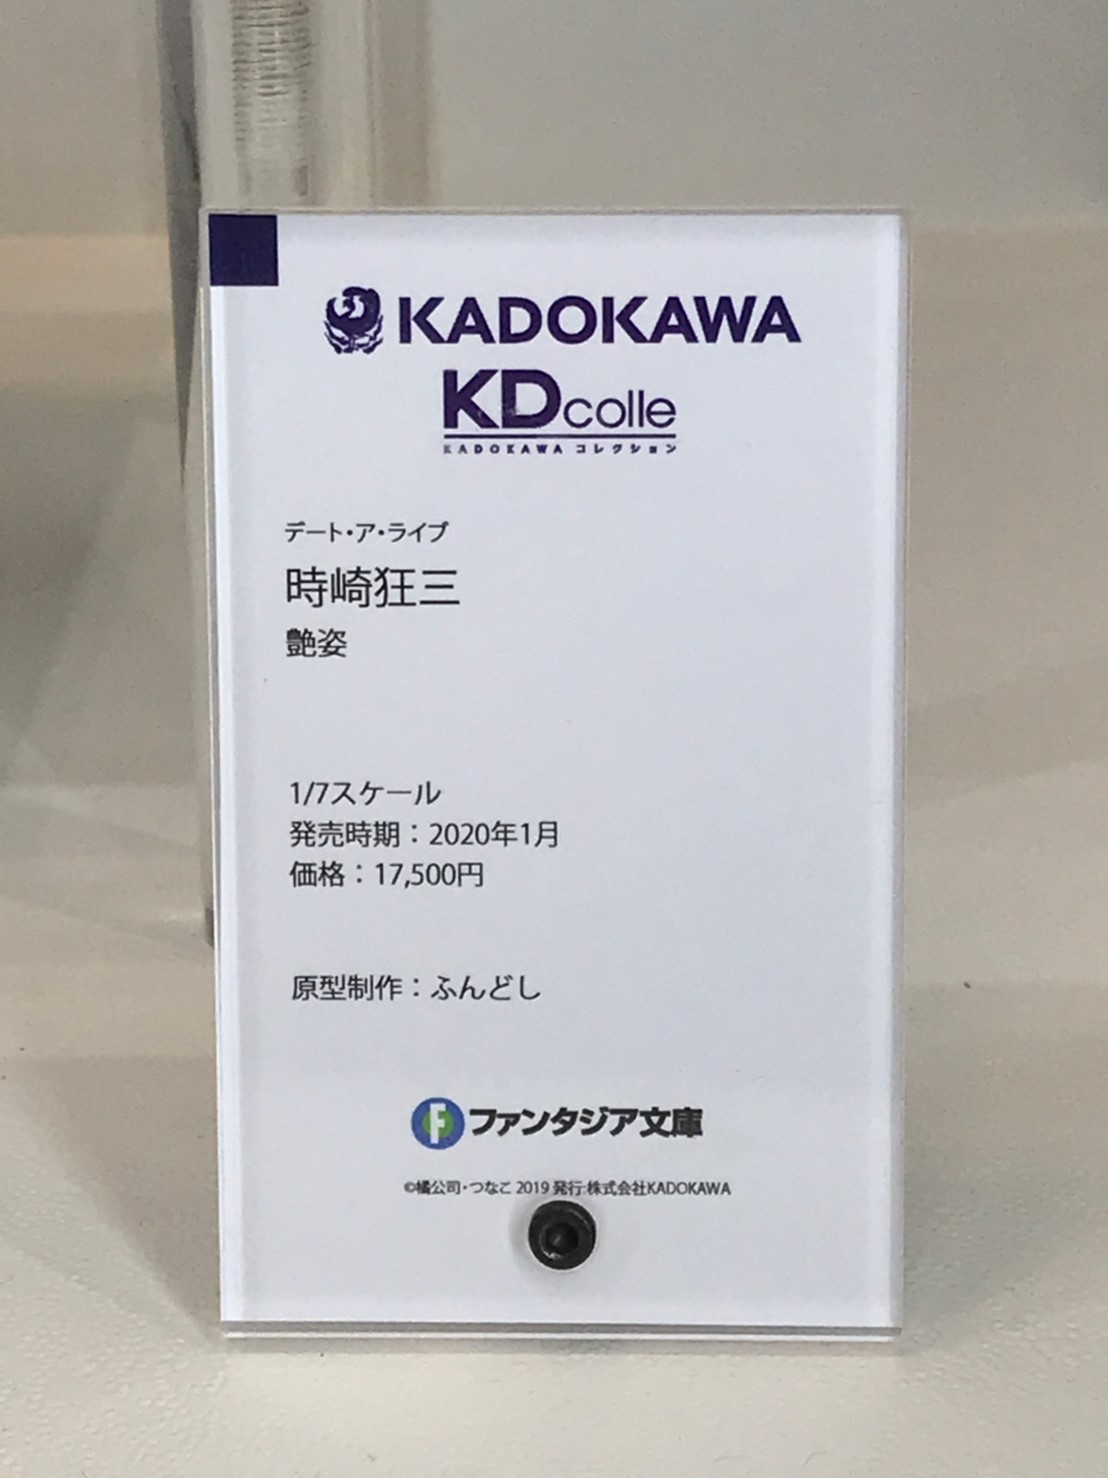 KADOKAWA
KDcolle
KADOKAWA コレクション
デート・ア・ライブ
時崎狂三
艶姿
1/7スケール
発売時期：2020年1月
価格：17,500円
原型制作：ふんどし
F ファンタジア文庫
©橘公司・つなこ 2019 発行:株式会社KADOKAWA